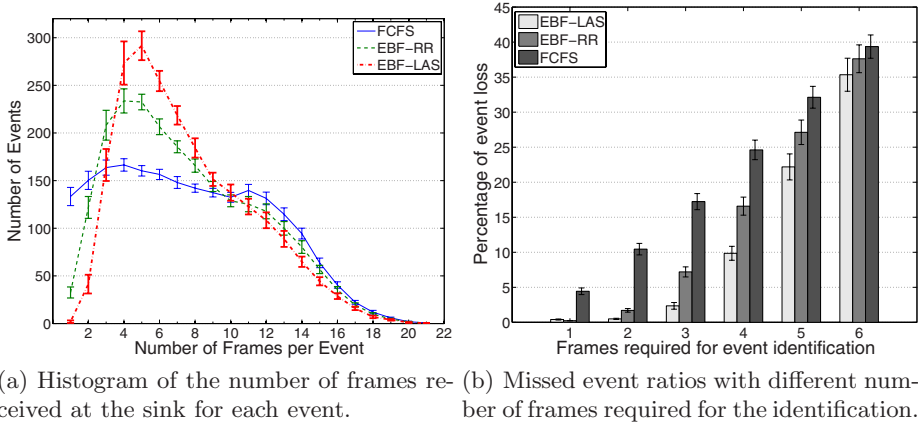 FCFS
EBF-RR
EBF-LAS
300
250
200
150
100
50
0
2 4 6 8 10 12 14 16 18 20 22
Number of Events
Number of Frames per Event
(a) Histogram of the number of frames re-
ceived at the sink for each event.
EBF-LAS
EBF-RR
FCFS
45
40
35
30
25
20
15
10
5
0
1 2 3 4 5 6
Percentage of event loss
Frames required for event identification
(b) Missed event ratios with different num-
ber of frames required for the identification.